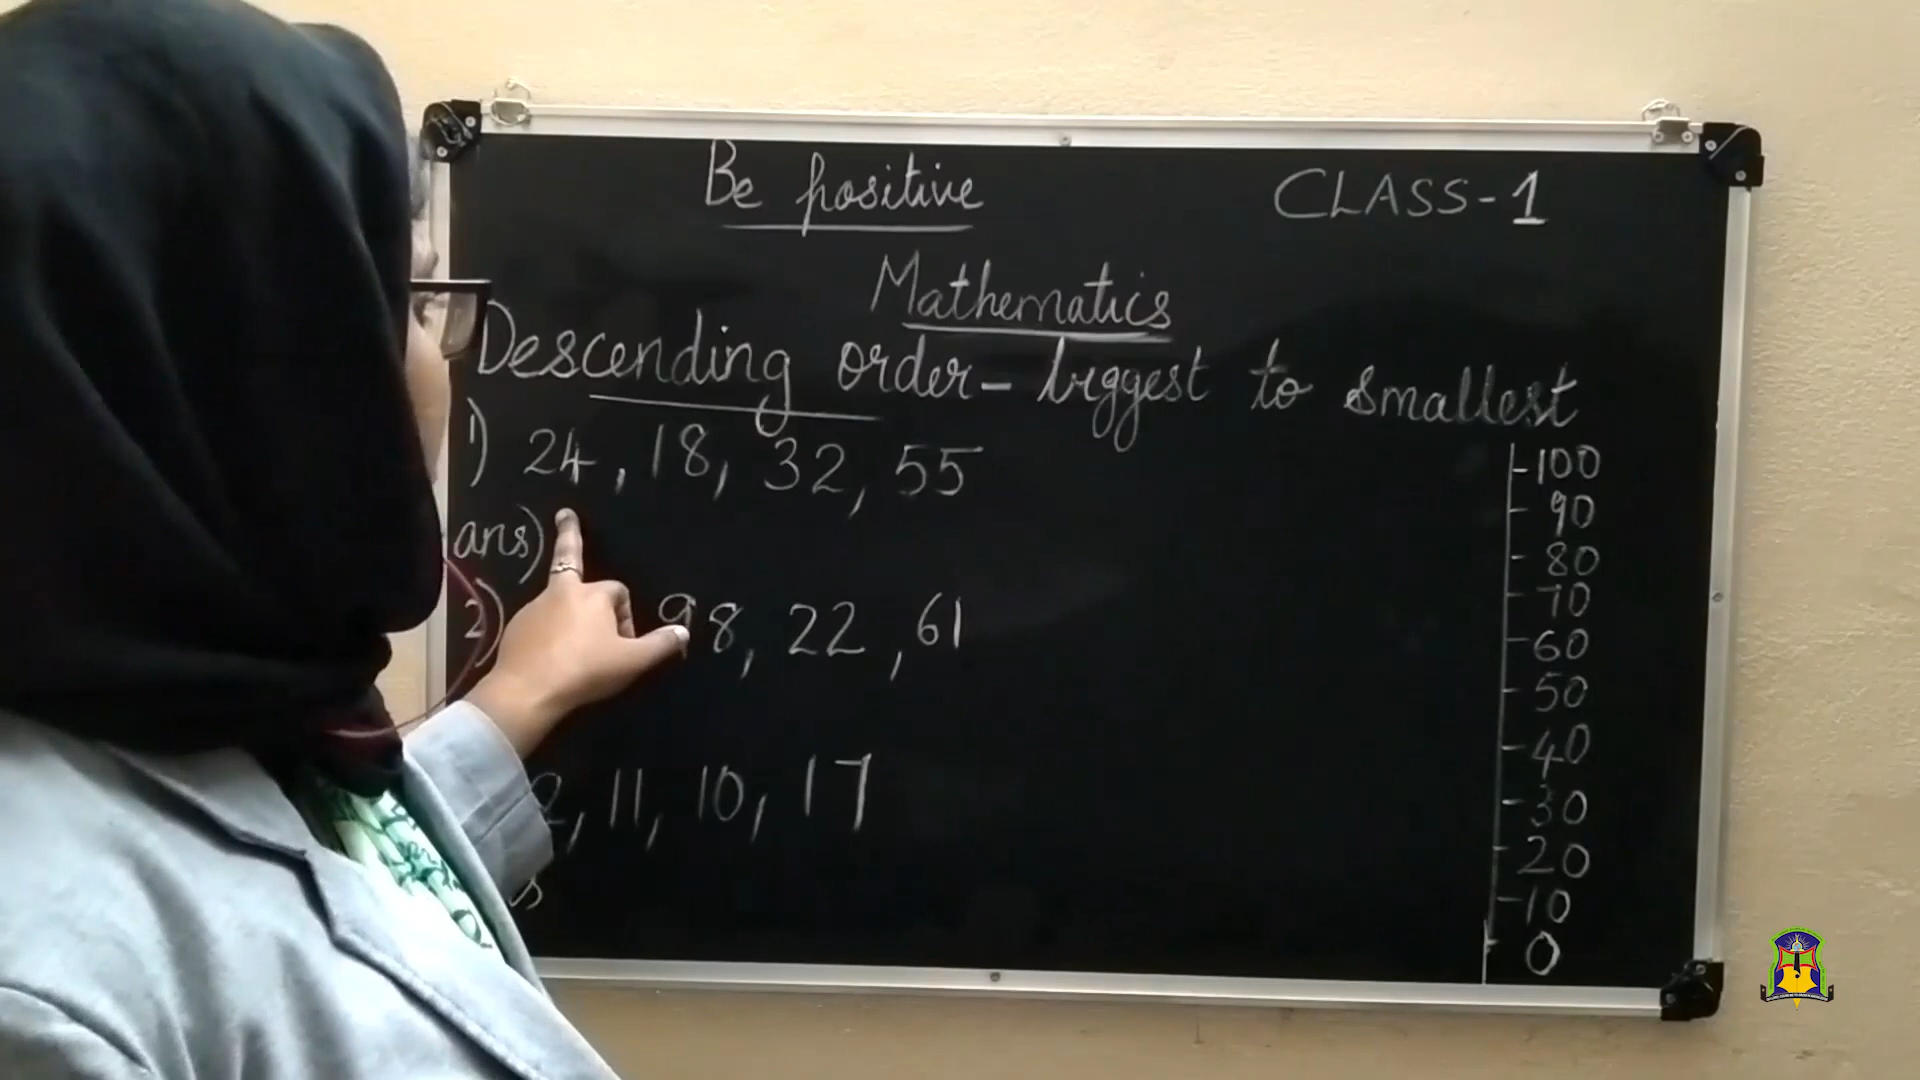 Be positive
CLASS-1
Mathematics
Descending order - biggest to smallest
1) 24, 18, 32, 55
ans)
2) 98, 22, 61
11, 10, 17
100
90
80
70
60
50
40
30
20
10
0